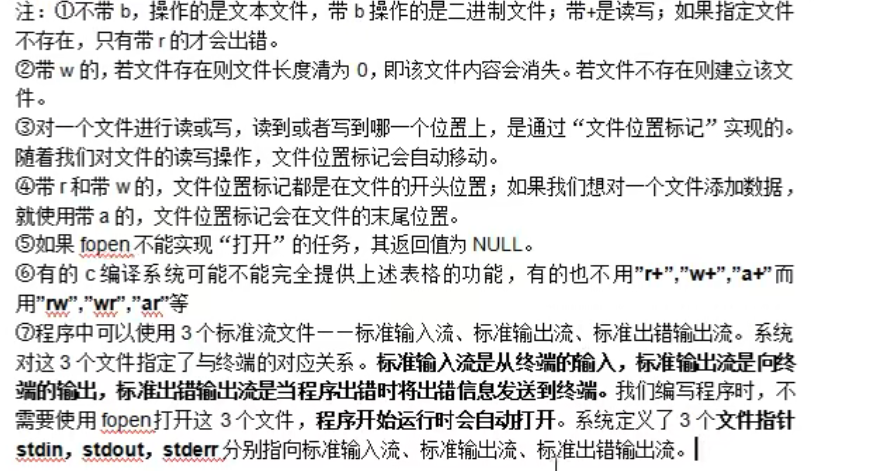 注：①不带 b，操作的是文本文件，带 b 操作的是二进制文件；带+是读写；如果指定文件
不存在，只有带 r 的才会出错。
②带 w 的，若文件存在则文件长度清为 0，即该文件内容会消失。若文件不存在则建立该文
件。
③对一个文件进行读或写，读到或者写到哪一个位置上，是通过“文件位置标记”实现的。
随着我们对文件的读写操作，文件位置标记会自动移动。
④带 r 和带 w 的，文件位置标记都是在文件的开头位置；如果我们想对一个文件添加数据，
就使用带 a 的，文件位置标记会在文件的末尾位置。
⑤如果 fopen 不能实现“打开”的任务，其返回值为 NULL。
⑥有的 c 编译系统可能不能完全提供上述表格的功能，有的也不用”r+”,”w+”,”a+”而
用”rw”,”wr”,”ar”等
⑦程序中可以使用 3 个标准流文件－－标准输入流、标准输出流、标准出错输出流。系统
对这 3 个文件指定了与终端的对应关系。标准输入流是从终端的输入，标准输出流是向终
端的输出，标准出错输出流是当程序出错时将出错信息发送到终端。我们编写程序时，不
需要使用 fopen 打开这 3 个文件，程序开始运行时会自动打开。系统定义了 3 个文件指针
stdin，stdout，stderr 分别指向标准输入流、标准输出流、标准出错输出流。